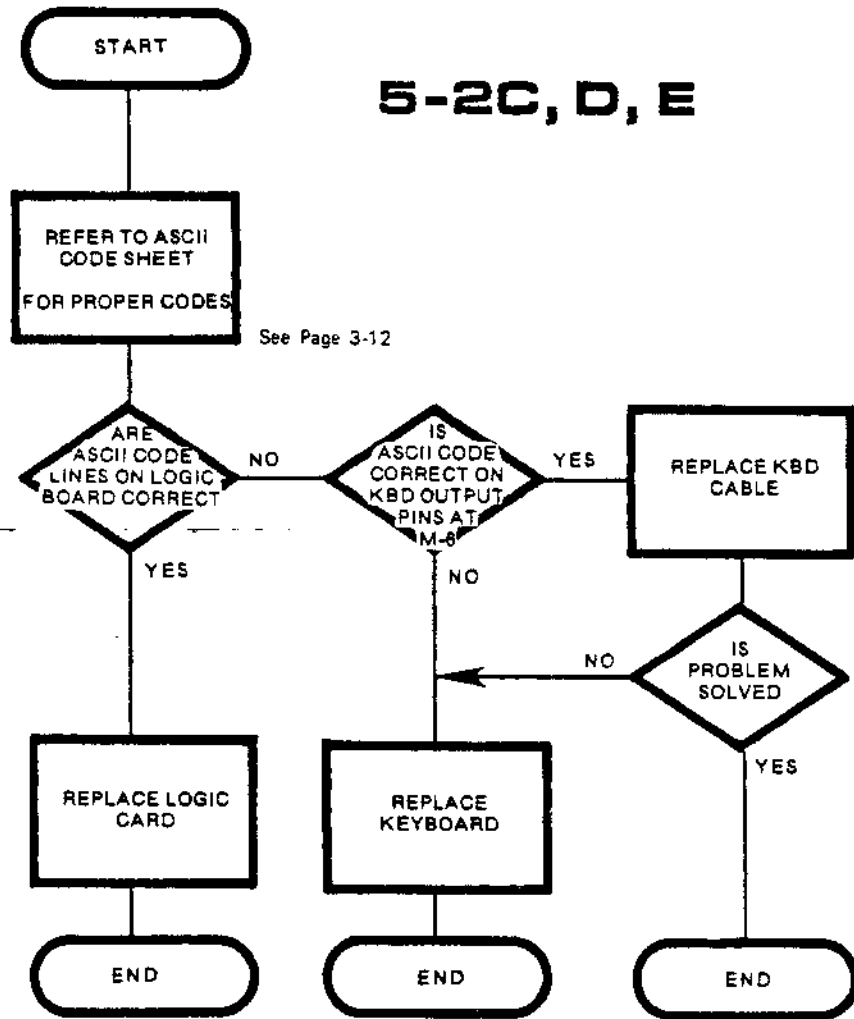 START
5-2C, D, E
REFER TO ASCII
CODE SHEET
FOR PROPER CODES
See Page 3-12
ARE
ASCII CODE
LINES ON LOGIC
BOARD CORRECT
NO
IS
ASCII CODE
CORRECT ON
KBD OUTPUT
PINS AT
M-6
YES
REPLACE KBD
CABLE
YES
NO
NO
IS
PROBLEM
SOLVED
YES
REPLACE LOGIC
CARD
REPLACE
KEYBOARD
END
END
END